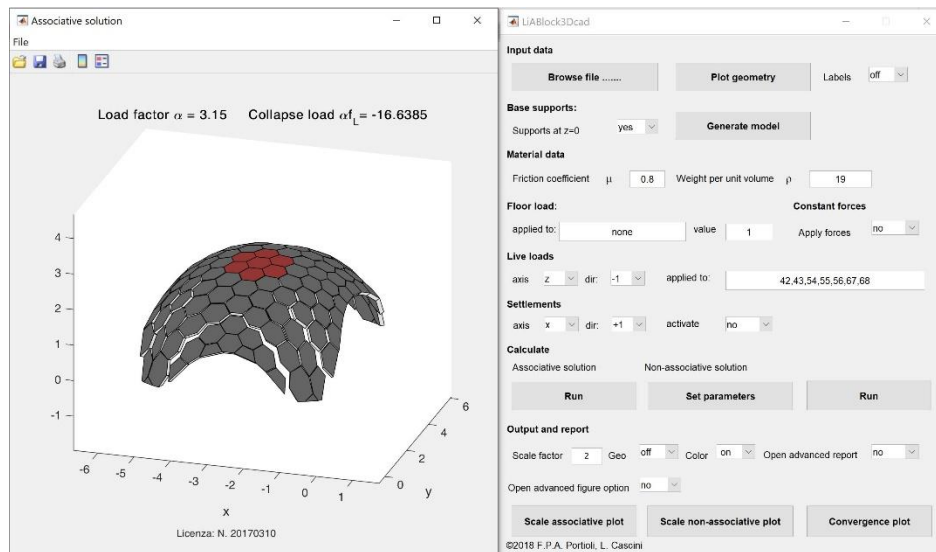 Associative solution
File
Load factor α = 3.15 Collapse load αf_L= -16.6385
4
3
2
1
0
-1
-6
-5
-4
-3
-2
-1
0
1
x
0
2
4
6
y
Licenza: N. 20170310
LiABlock3Dcad
Input data
Browse file ....... Plot geometry Labels off
Base supports:
Supports at z=0 yes Generate model
Material data
Friction coefficient μ 0.8 Weight per unit volume ρ 19
Floor load: Constant forces
applied to: none value 1 Apply forces no
Live loads
axis z dir: -1 applied to: 42,43,54,55,56,67,68
Settlements
axis x dir: +1 activate no
Calculate
Associative solution Non-associative solution
Run Set parameters Run
Output and report
Scale factor 2 Geo off Color on Open advanced report no
Open advanced figure option no
Scale associative plot Scale non-associative plot Convergence plot
©2018 F.P.A. Portioli, L. Cascini